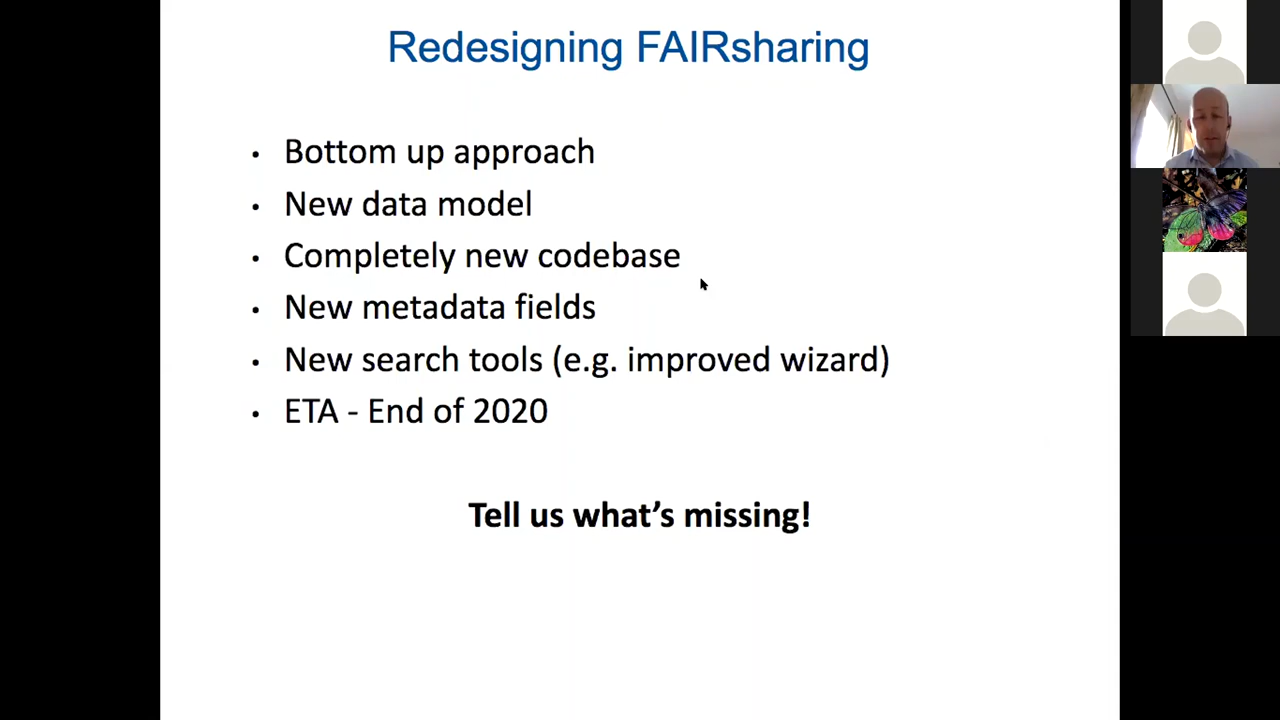 Redesigning FAIRsharing
• Bottom up approach
• New data model
• Completely new codebase
• New metadata fields
• New search tools (e.g. improved wizard)
• ETA - End of 2020
Tell us what’s missing!